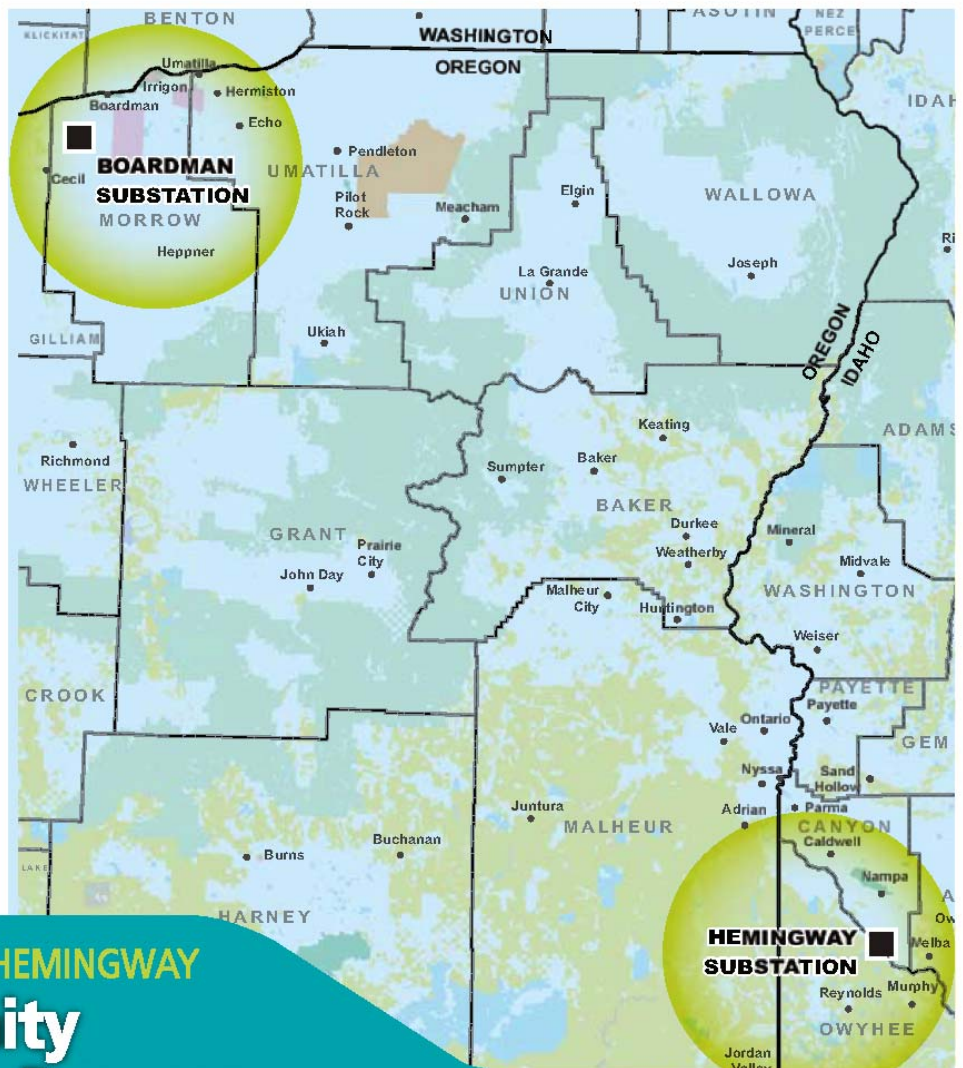 BENTON
KLICKITAT
WASHINGTON
OREGON
ASOTIN
NEZ
PERCE
Umatilla
Irrigon
Hermiston
Boardman
Echo
BOARDMAN
SUBSTATION
Cecil
MORROW
Heppner
Pendleton
UMATILLA
Pilot
Rock
Meacham
Elgin
WALLOWA
La Grande
UNION
Joseph
GILLIAM
Ukiah
OREGON
IDAHO
Keating
Richmond
WHEELER
Sumpter
Baker
BAKER
Durkee
Weatherby
Mineral
Midvale
WASHINGTON
GRANT
Prairie
City
John Day
Malheur
City
Huntington
Weiser
CROOK
PAYETTE
Payette
Vale
Ontario
GEM
Nyssa
Sand
Hollow
Juntura
MALHEUR
Adrian
Parma
CANYON
Caldwell
Buchanan
Burns
LAKE
Nampa
HARNEY
HEMINGWAY
SUBSTATION
Melba
Reynolds
Murphy
OWYHEE
Jordan
Valley
HEMINGWAY
ity